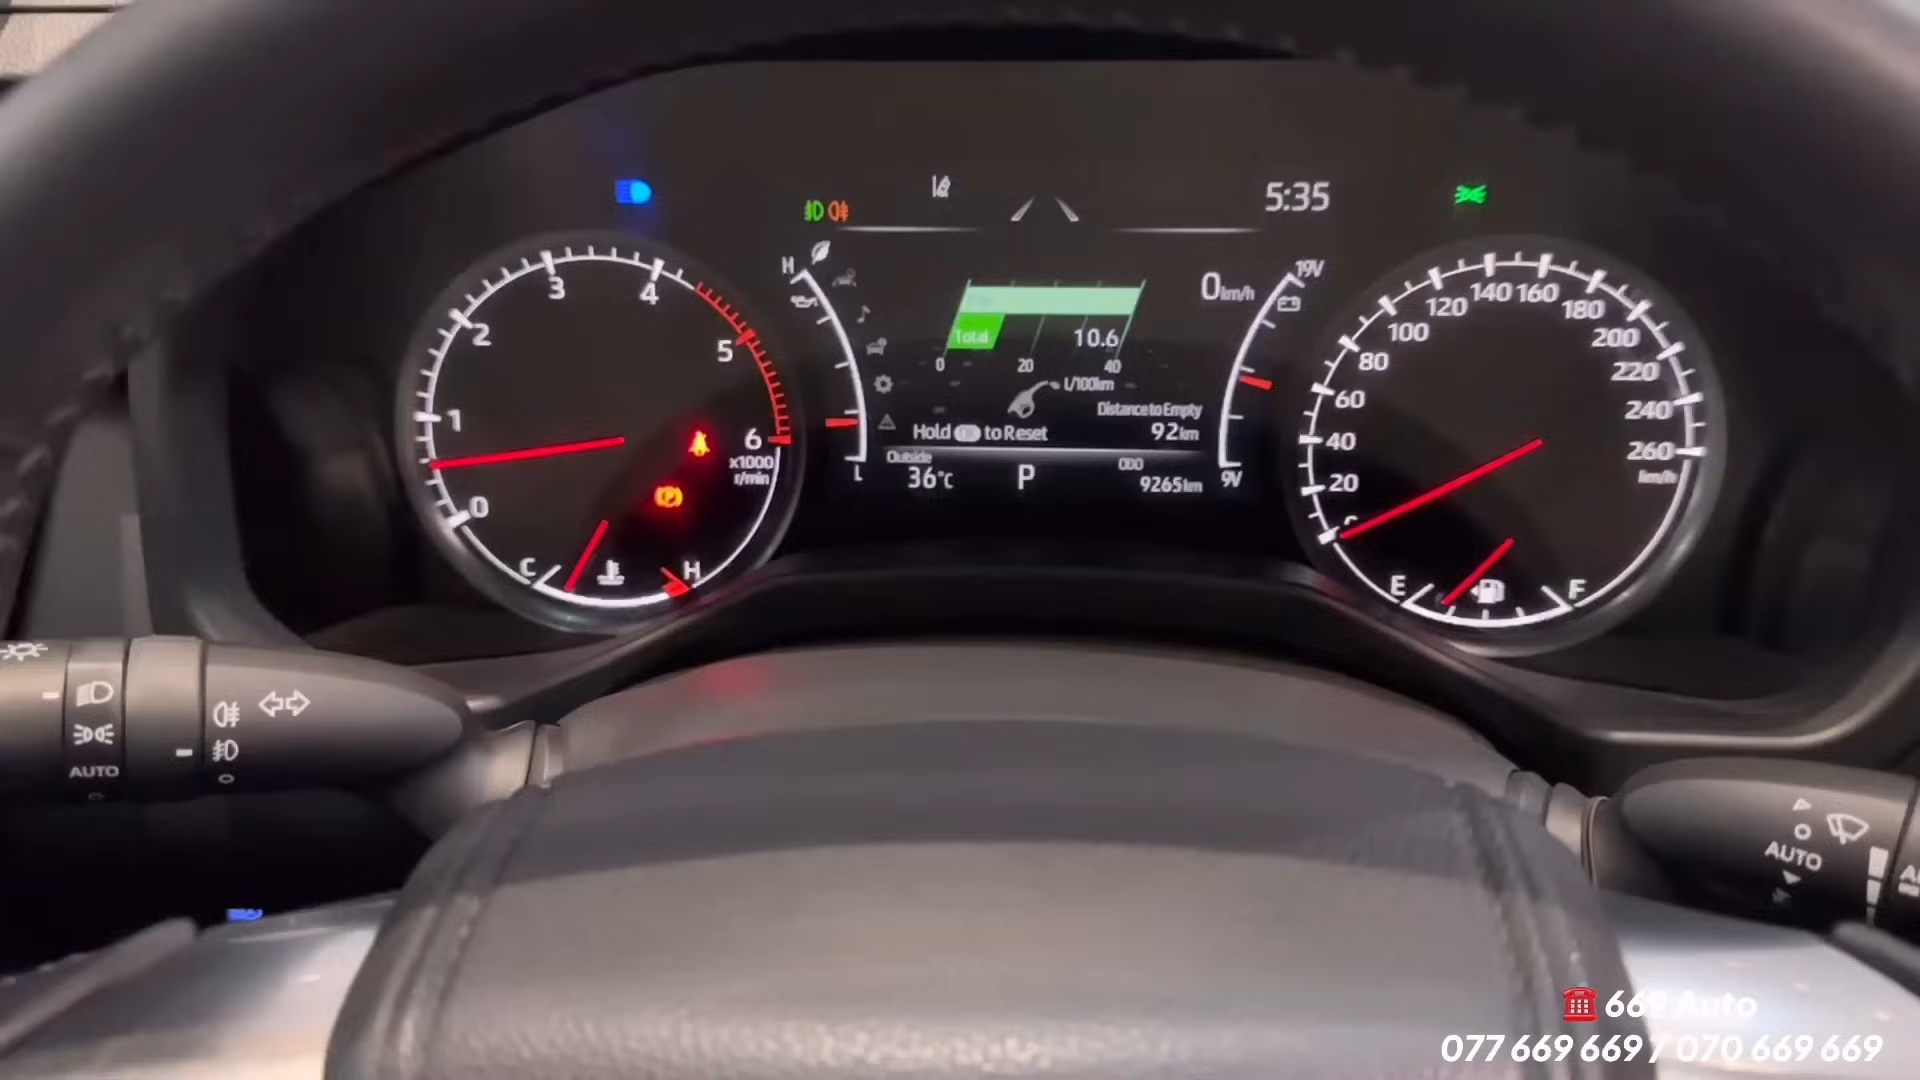 5:35
H
19V
0km/h
Total
10.6
0 20 40
L/100km
Distance to Empty
92km
Hold OK to Reset
Outside
36°C
P
ODO
9265km
L
9V
0
1
2
3
4
5
6
x1000
r/min
C
H
20
40
60
80
100
120
140
160
180
200
220
240
260
km/h
E
F
AUTO
AUTO
669 Auto
077 669 669 / 070 669 669